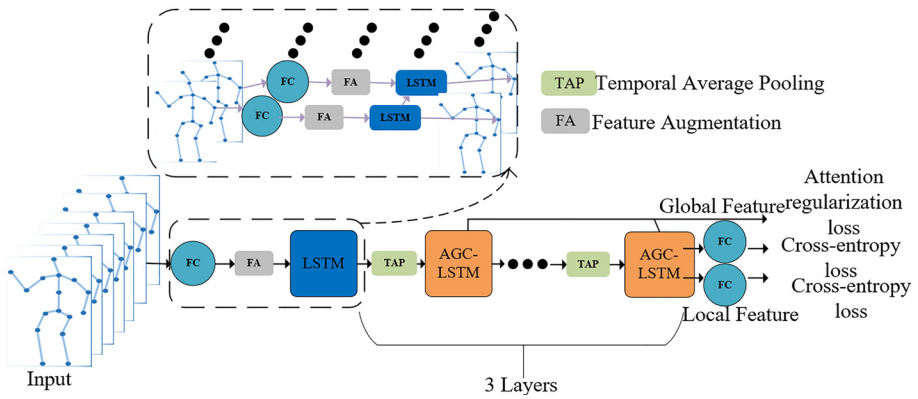 FC
FA
LSTM
FC
FA
LSTM
TAP
Temporal Average Pooling
FA
Feature Augmentation
FC
FA
LSTM
TAP
AGC-
LSTM
TAP
AGC-
LSTM
Global Feature
FC
FC
Local Feature
Attention
regularization
loss
Cross-entropy
loss
Cross-entropy
loss
Input
3 Layers